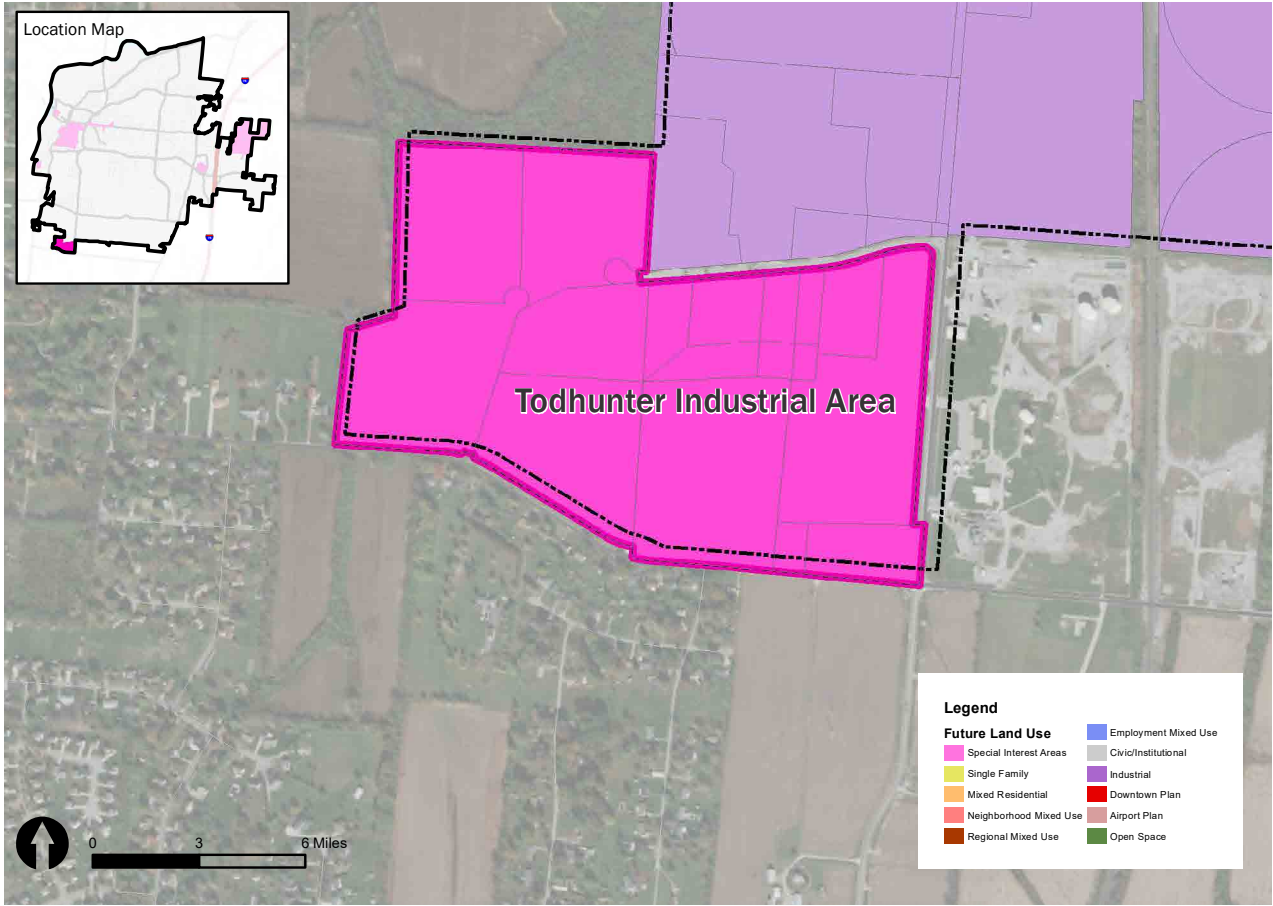 Location Map
Todhunter Industrial Area
Legend
Future Land Use
Special Interest Areas
Single Family
Mixed Residential
Neighborhood Mixed Use
Regional Mixed Use
Employment Mixed Use
Civic/Institutional
Industrial
Downtown Plan
Airport Plan
Open Space
0 3 6 Miles